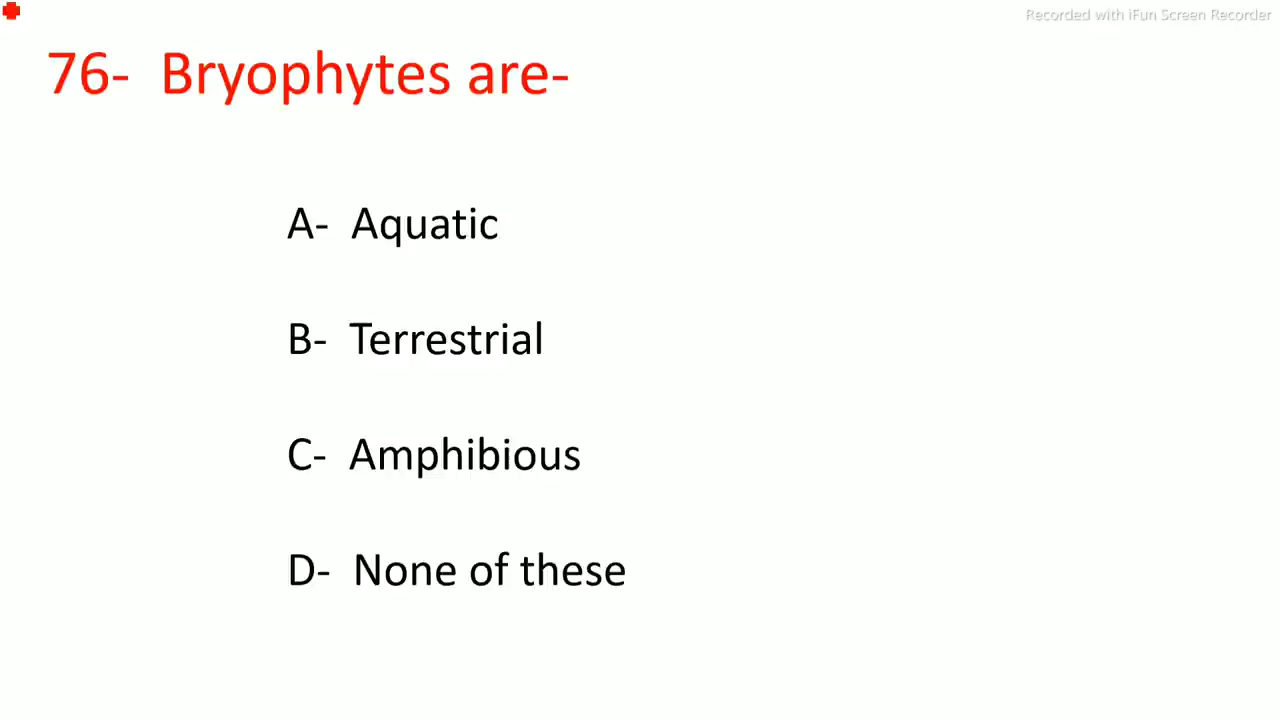 Recorded with iFun Screen Recorder
76- Bryophytes are-
A- Aquatic
B- Terrestrial
C- Amphibious
D- None of these